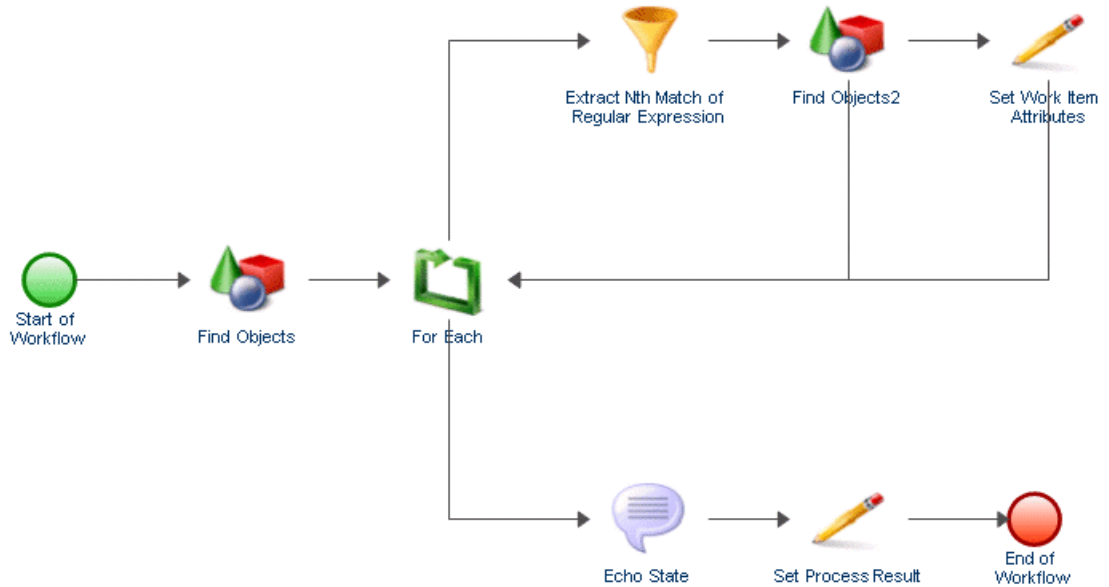 Extract Nth Match of
Regular Expression
Find Objects2
Set Work Item
Attributes
Start of
Workflow
Find Objects
For Each
Echo State
Set Process Result
End of
Workflow